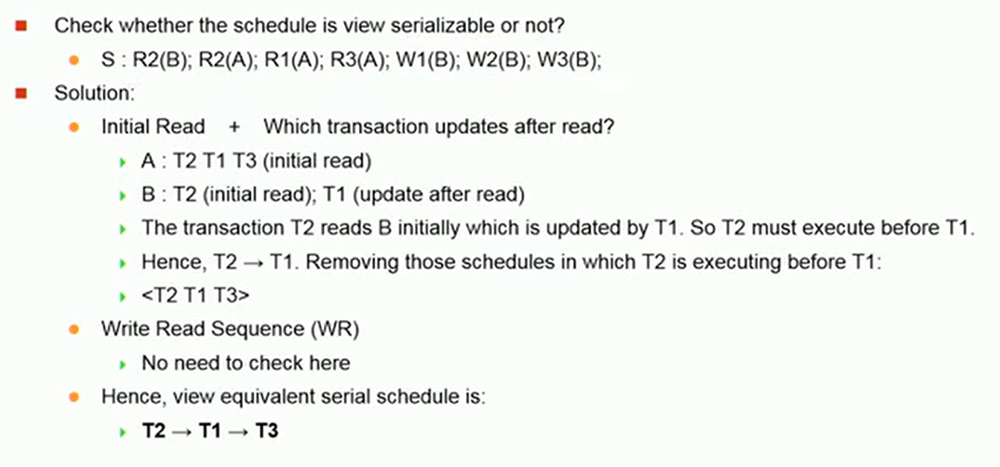 Check whether the schedule is view serializable or not?
S : R2(B); R2(A); R1(A); R3(A); W1(B); W2(B); W3(B);
Solution:
Initial Read + Which transaction updates after read?
A : T2 T1 T3 (initial read)
B : T2 (initial read); T1 (update after read)
The transaction T2 reads B initially which is updated by T1. So T2 must execute before T1.
Hence, T2 → T1. Removing those schedules in which T2 is executing before T1:
<T2 T1 T3>
Write Read Sequence (WR)
No need to check here
Hence, view equivalent serial schedule is:
T2 → T1 → T3